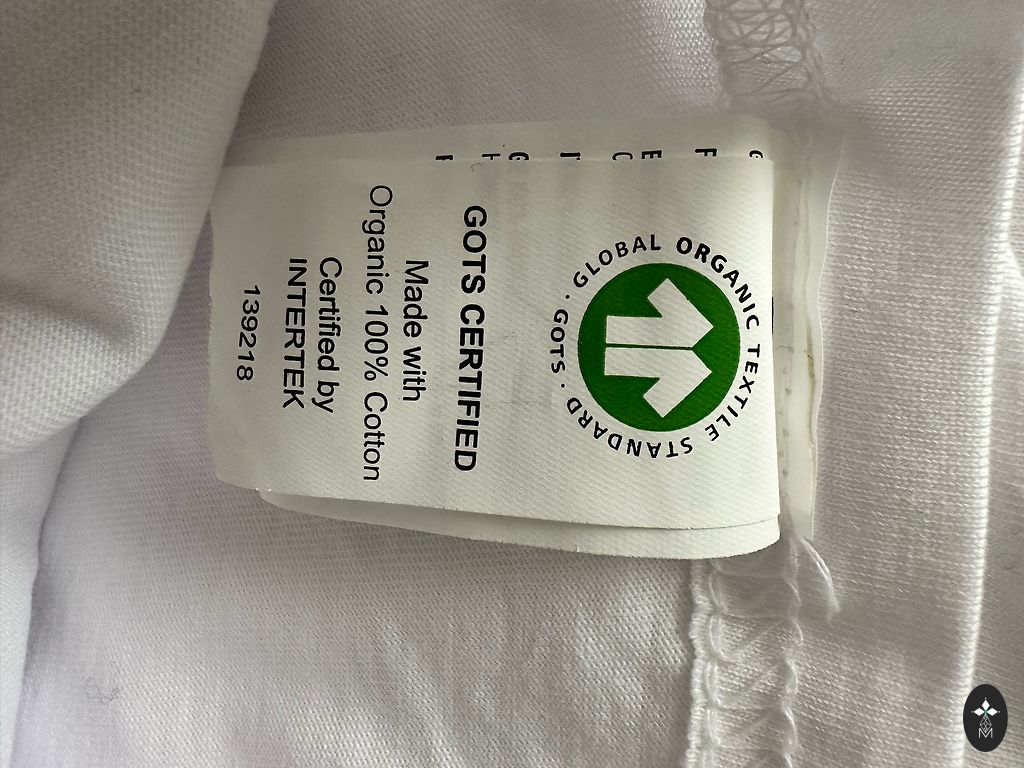 GLOBAL ORGANIC TEXTILE STANDARD · GOTS ·
GOTS CERTIFIED
Made with
Organic 100% Cotton
Certified by
INTERTEK
139218
M